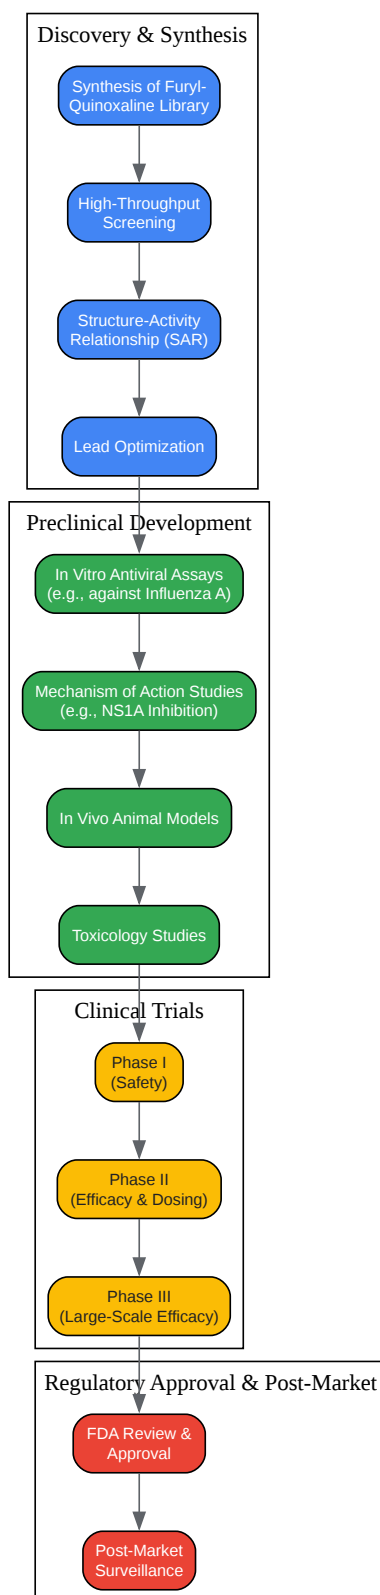 Discovery & Synthesis
Synthesis of Furyl-
Quinoxaline Library
High-Throughput
Screening
Structure-Activity
Relationship (SAR)
Lead Optimization
Preclinical Development
In Vitro Antiviral Assays
(e.g., against Influenza A)
Mechanism of Action Studies
(e.g., NS1A Inhibition)
In Vivo Animal Models
Toxicology Studies
Clinical Trials
Phase I
(Safety)
Phase II
(Efficacy & Dosing)
Phase III
(Large-Scale Efficacy)
Regulatory Approval & Post-Market
FDA Review &
Approval
Post-Market
Surveillance